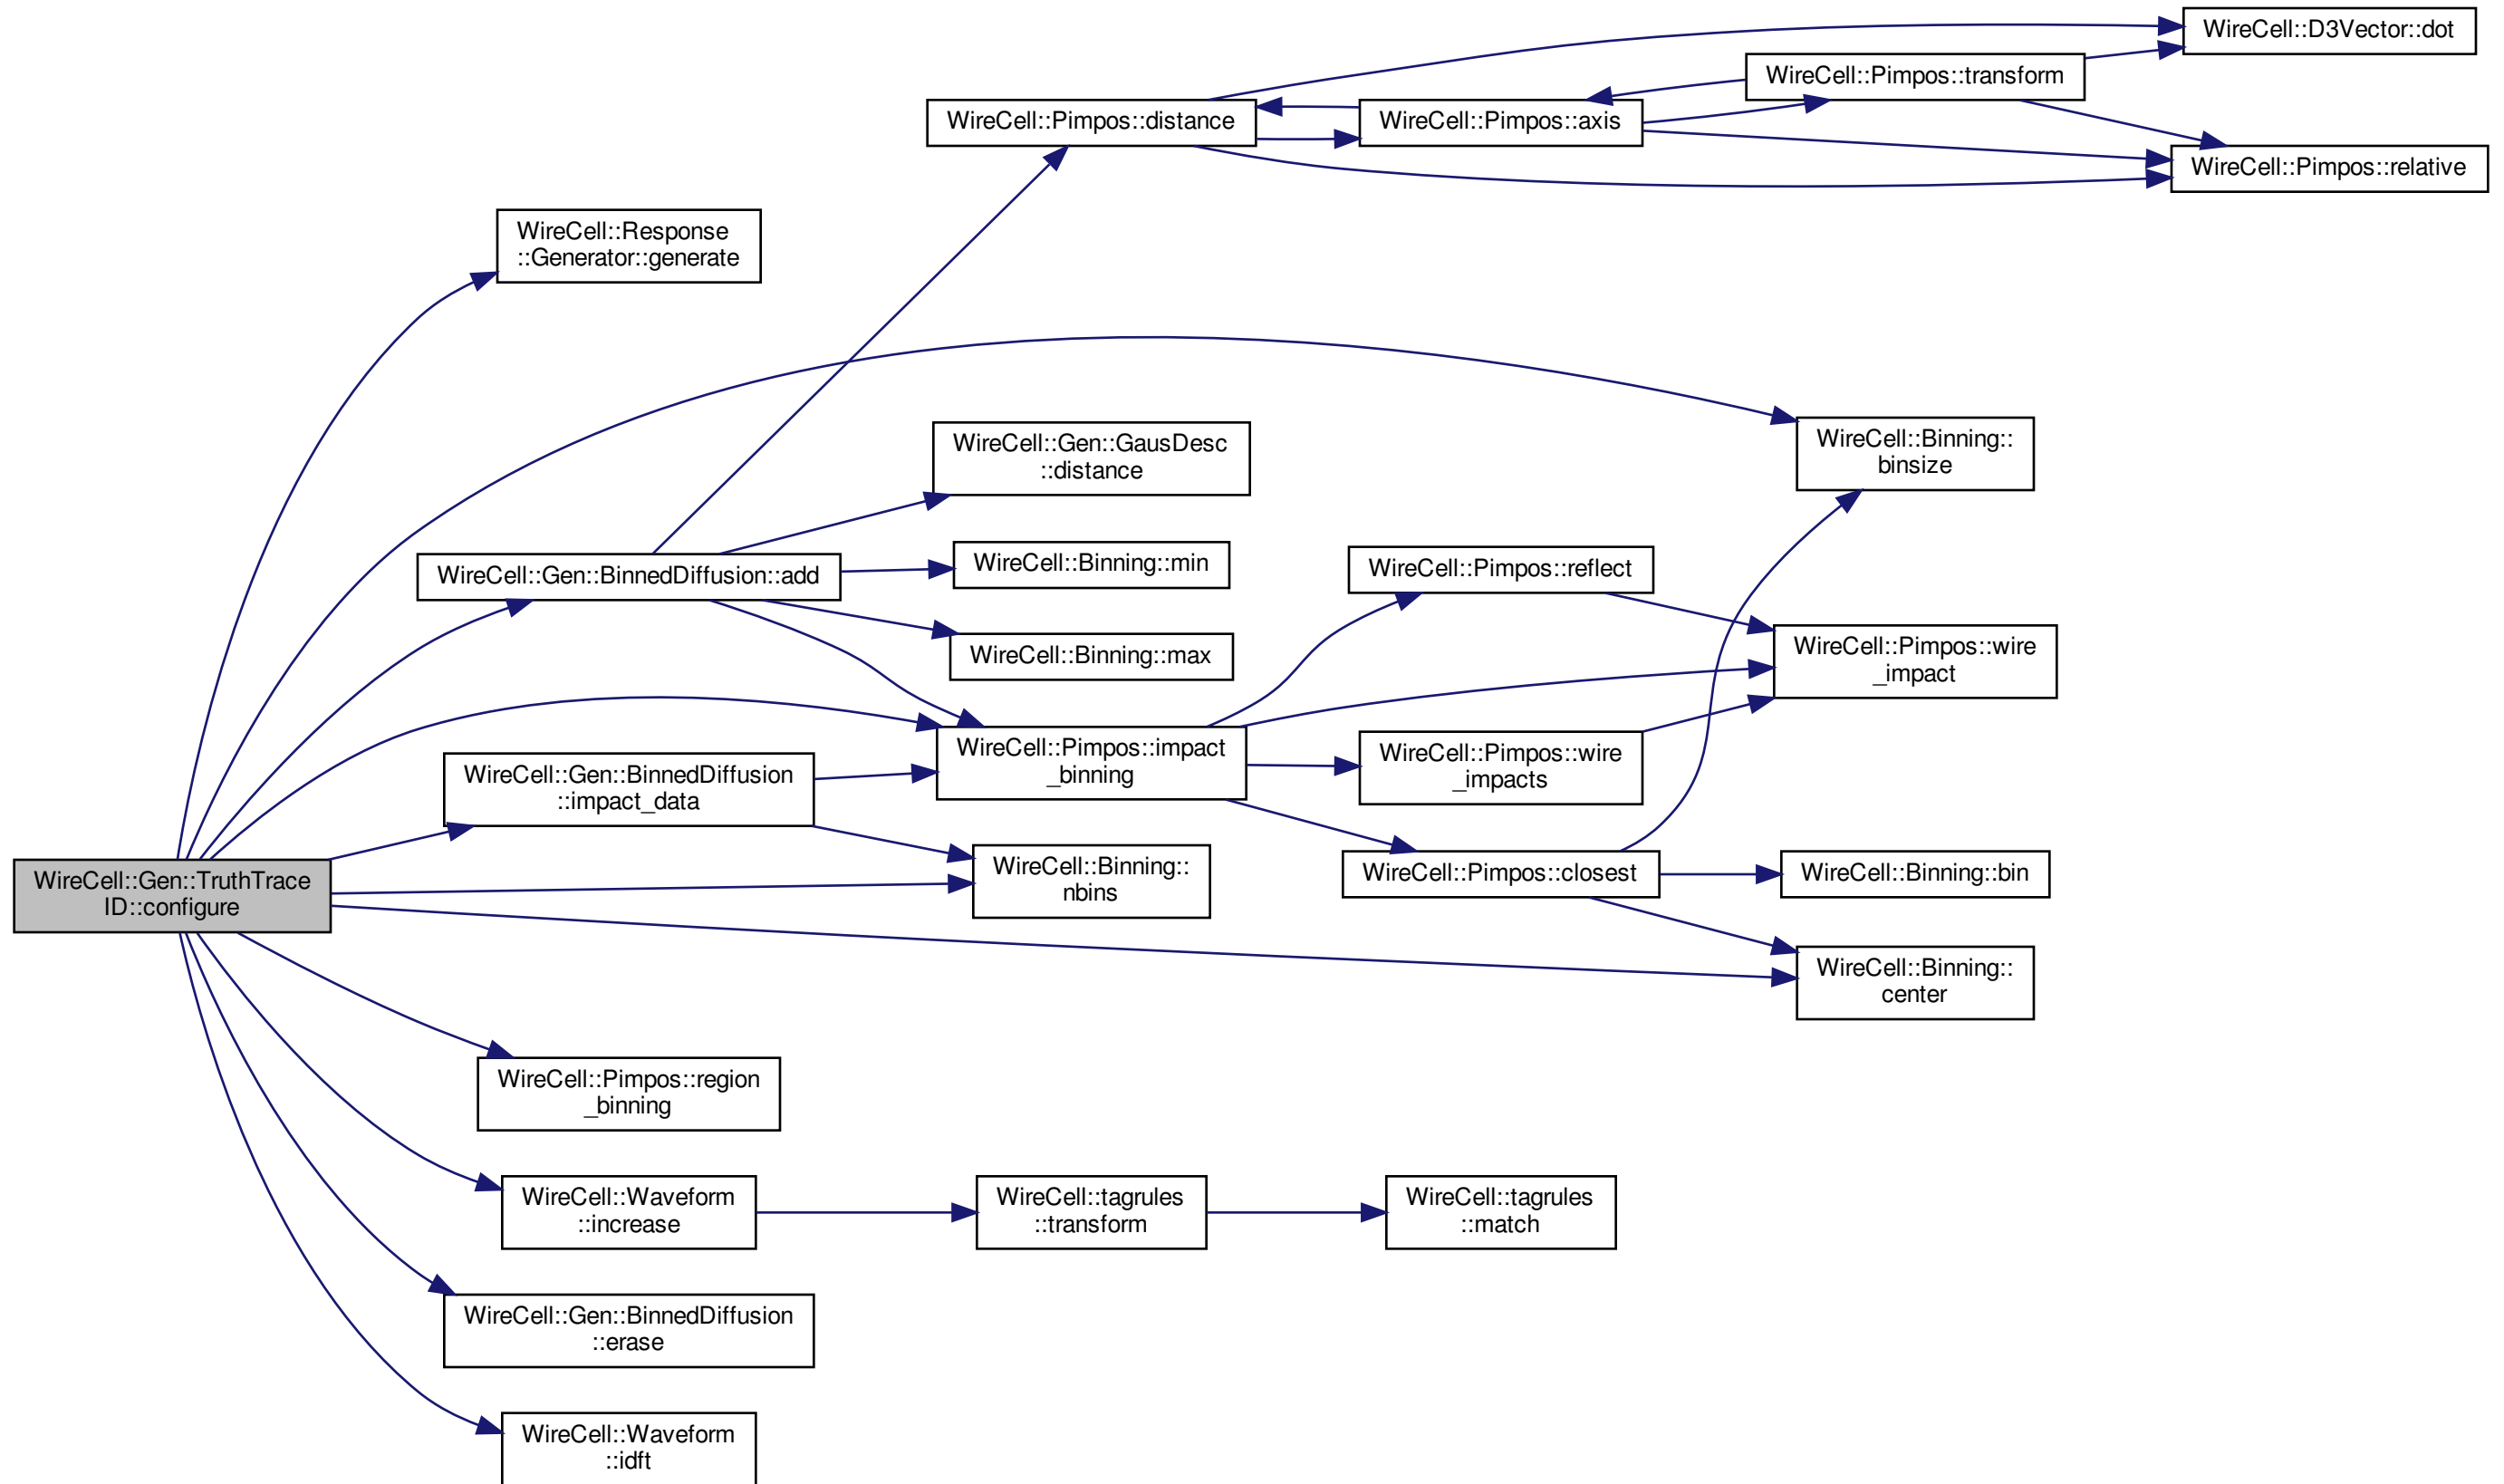 WireCell::D3Vector::dot
WireCell::Pimpos::transform
WireCell::Pimpos::distance
WireCell::Pimpos::axis
WireCell::Pimpos::relative
WireCell::Response
::Generator::generate
WireCell::Gen::GausDesc
::distance
WireCell::Binning::
binsize
WireCell::Gen::BinnedDiffusion::add
WireCell::Binning::min
WireCell::Pimpos::reflect
WireCell::Binning::max
WireCell::Pimpos::wire
_impact
WireCell::Pimpos::impact
_binning
WireCell::Pimpos::wire
_impacts
WireCell::Gen::BinnedDiffusion
::impact_data
WireCell::Gen::TruthTrace
ID::configure
WireCell::Binning::
nbins
WireCell::Pimpos::closest
WireCell::Binning::bin
WireCell::Binning::
center
WireCell::Pimpos::region
_binning
WireCell::Waveform
::increase
WireCell::tagrules
::transform
WireCell::tagrules
::match
WireCell::Gen::BinnedDiffusion
::erase
WireCell::Waveform
::idft